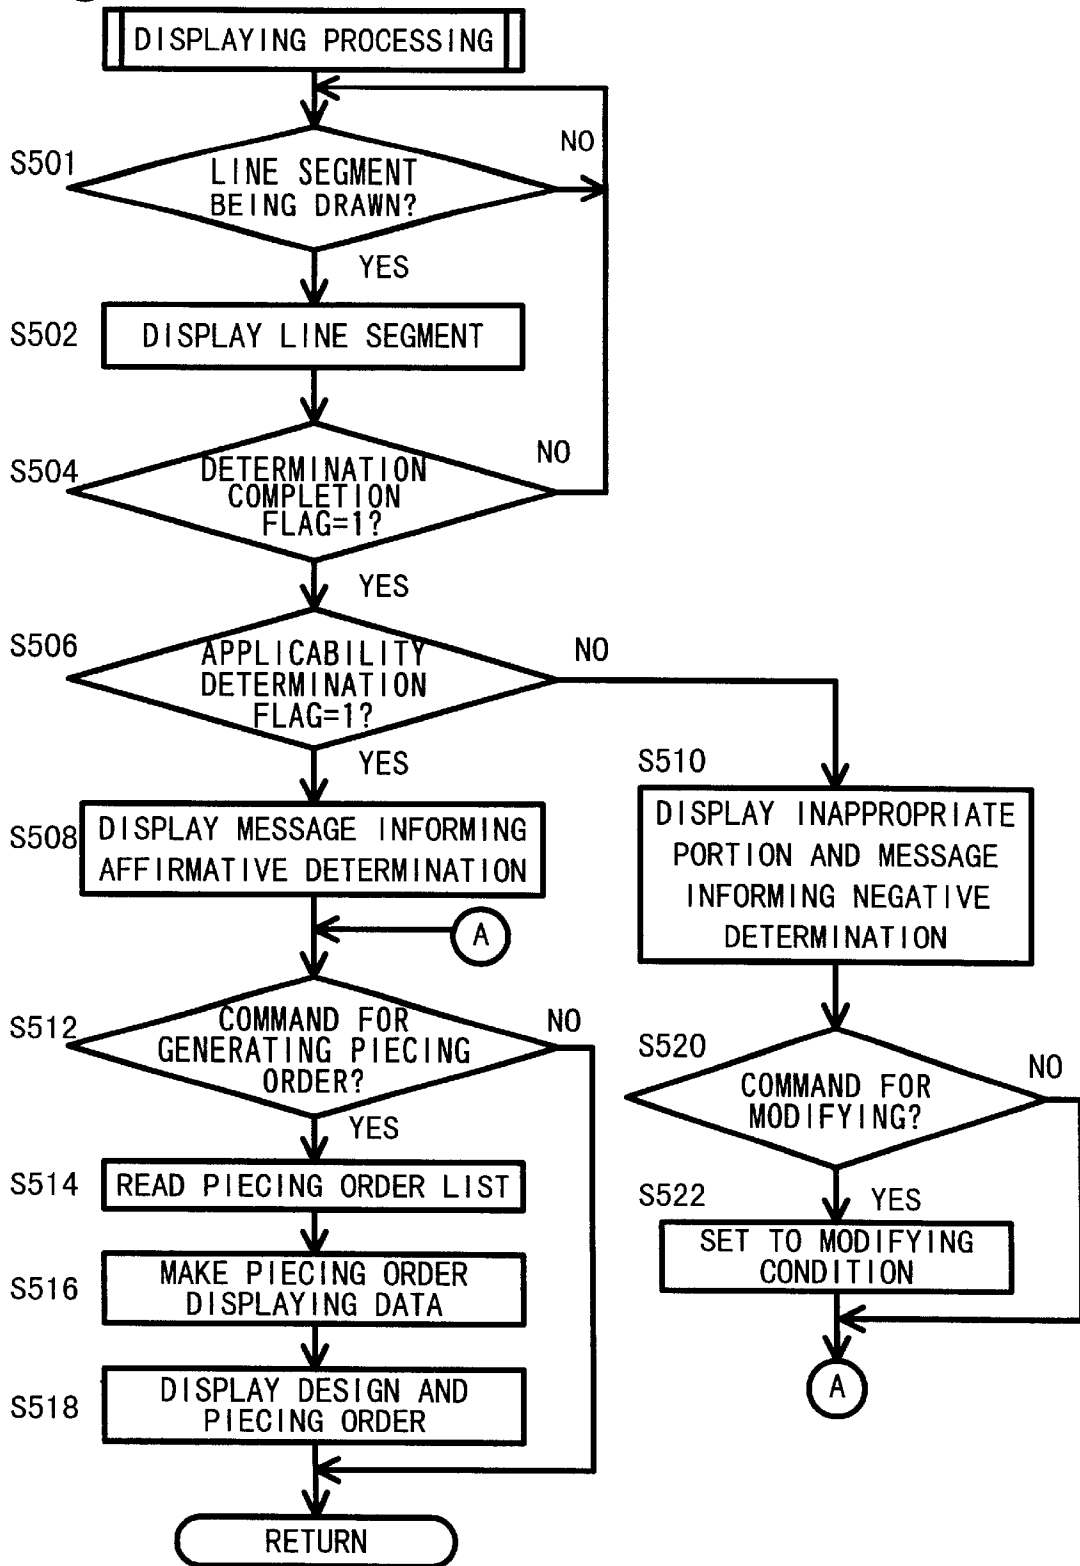 DISPLAYING PROCESSING
S501
LINE SEGMENT
BEING DRAWN?
NO
YES
S502
DISPLAY LINE SEGMENT
S504
DETERMINATION
COMPLETION
FLAG=1?
NO
YES
S506
APPLICABILITY
DETERMINATION
FLAG=1?
NO
YES
S508
DISPLAY MESSAGE INFORMING
AFFIRMATIVE DETERMINATION
A
S512
COMMAND FOR
GENERATING PIECING
ORDER?
NO
YES
S514
READ PIECING ORDER LIST
S516
MAKE PIECING ORDER
DISPLAYING DATA
S518
DISPLAY DESIGN AND
PIECING ORDER
RETURN
S510
DISPLAY INAPPROPRIATE
PORTION AND MESSAGE
INFORMING NEGATIVE
DETERMINATION
S520
COMMAND FOR
MODIFYING?
NO
YES
S522
SET TO MODIFYING
CONDITION
A